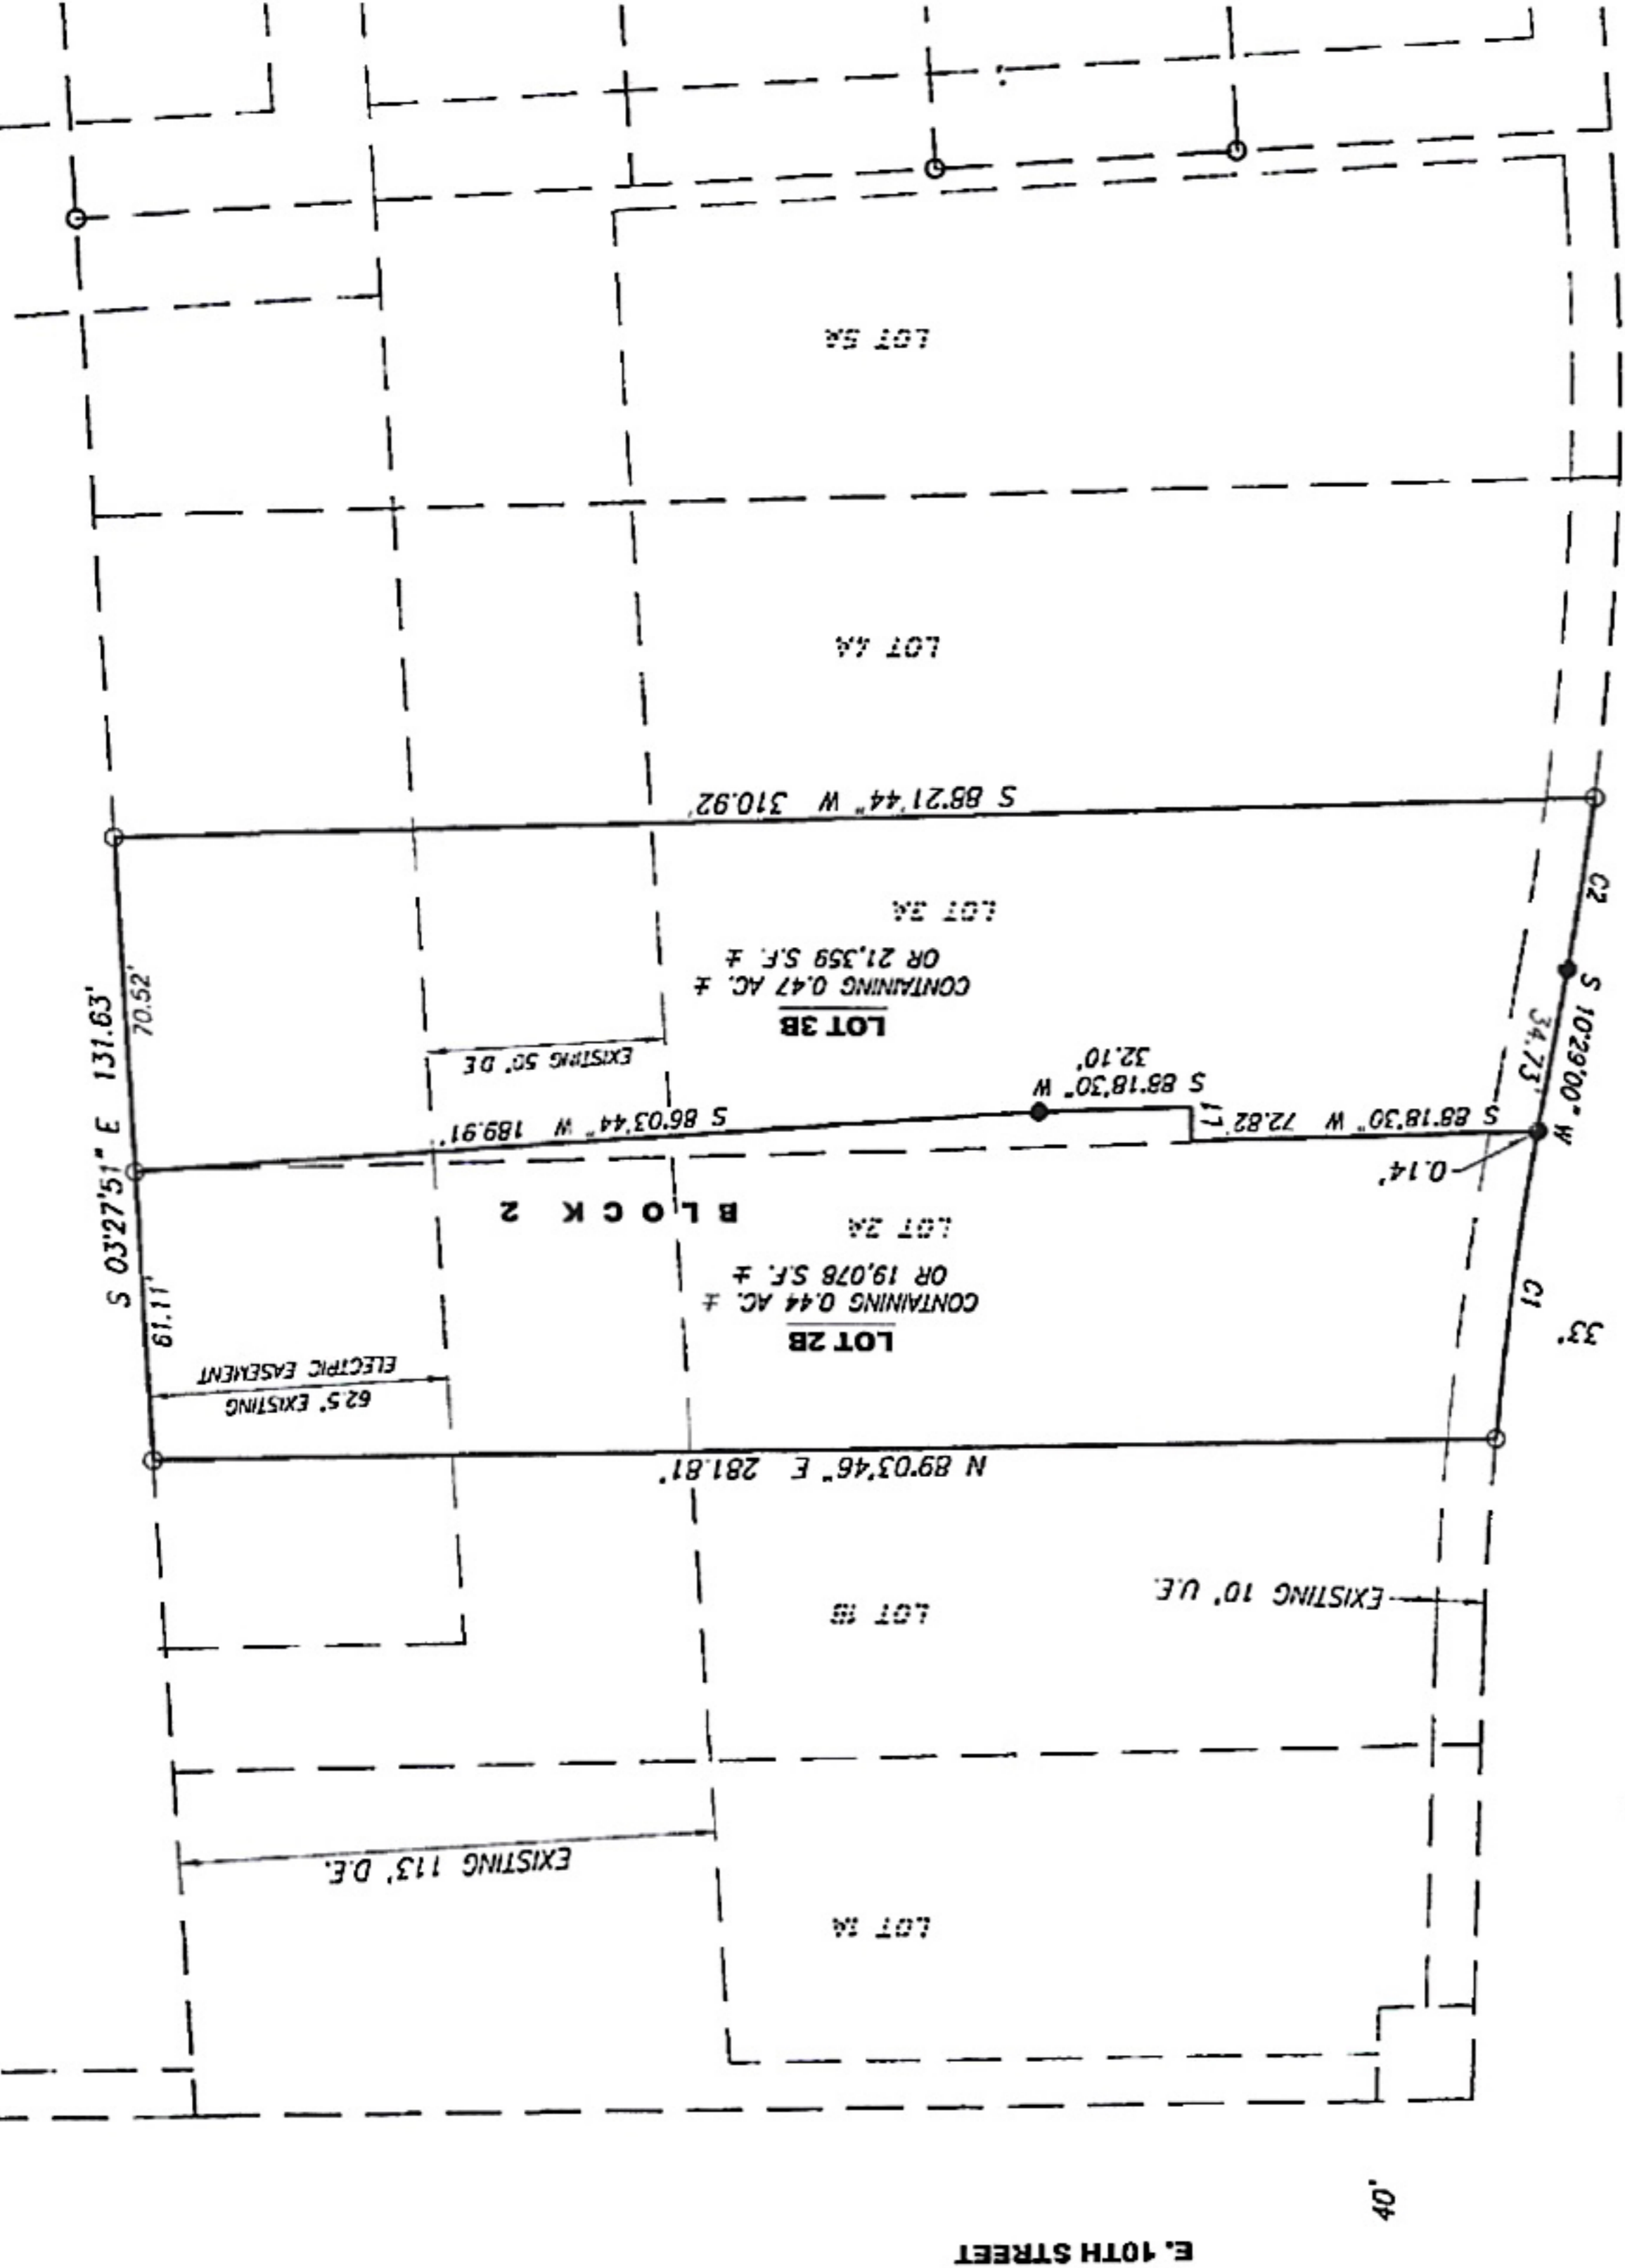 E. 10TH STREET
40'
LOT 1A
EXISTING 113' D.E.
LOT 1B
EXISTING 10' U.E.
N 89°03'46" E 281.81'
62.5' EXISTING
ELECTRIC EASEMENT
33'
C1
LOT 2B
CONTAINING 0.44 AC. ±
OR 19,078 S.F. ±
61.11'
LOT 2A
BLOCK 2
0.14'
S 88°18'30" W 72.82
L1
S 88°18'30" W
32.10'
S 86°03'44" W 189.91'
S 03°27'51" E 131.63'
S 10°29'00" W
34.73'
EXISTING 50' D.E
LOT 3B
CONTAINING 0.47 AC. ±
OR 21,359 S.F. ±
70.52'
LOT 3A
C2
S 88°21'44" W 310.92'
LOT 4A
LOT 5A